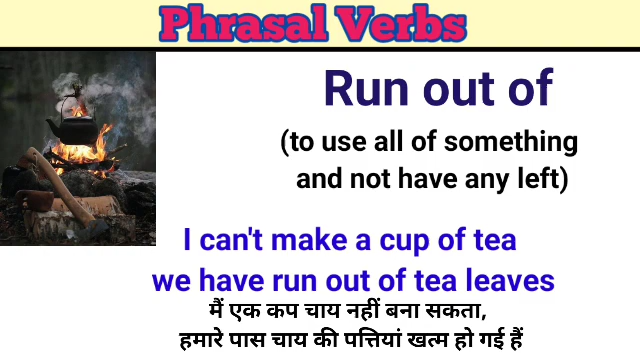 Phrasal Verbs
Run out of
(to use all of something
and not have any left)
I can't make a cup of tea
we have run out of tea leaves
मैं एक कप चाय नहीं बना सकता,
हमारे पास चाय की पत्तियां खत्म हो गई हैं